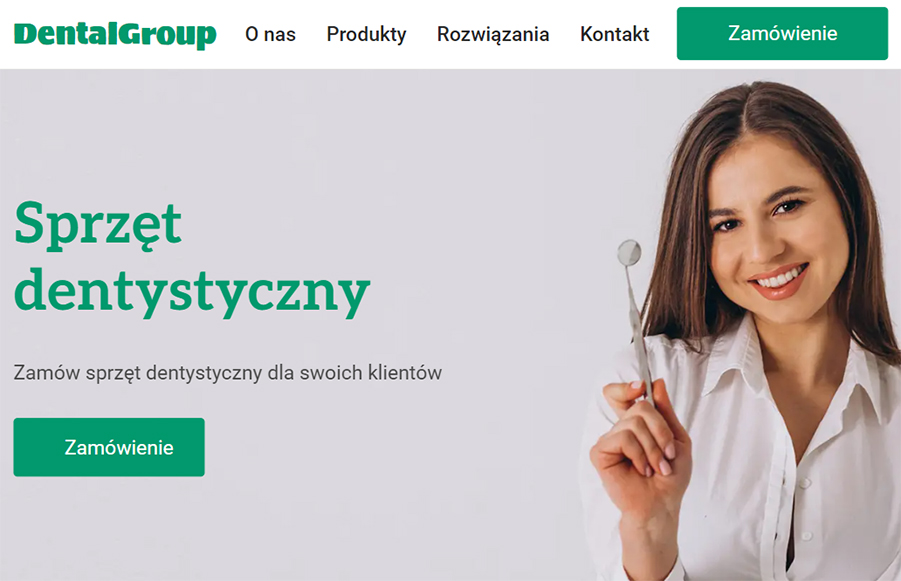 DentalGroup O nas Produkty Rozwiązania Kontakt Zamówienie
Sprzęt
dentystyczny
Zamów sprzęt dentystyczny dla swoich klientów
Zamówienie